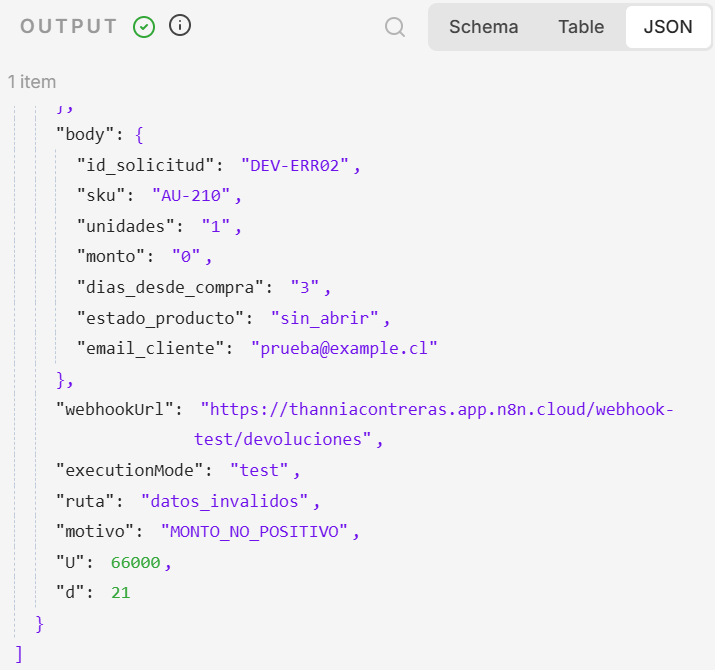 OUTPUT
Schema Table JSON
1 item
},
"body": {
"id_solicitud": "DEV-ERR02",
"sku": "AU-210",
"unidades": "1",
"monto": "0",
"dias_desde_compra": "3",
"estado_producto": "sin_abrir",
"email_cliente": "prueba@example.cl"
},
"webhookUrl": "https://thanniacontreras.app.n8n.cloud/webhook-
test/devoluciones",
"executionMode": "test",
"ruta": "datos_invalidos",
"motivo": "MONTO_NO_POSITIVO",
"U": 66000,
"d": 21
}
]